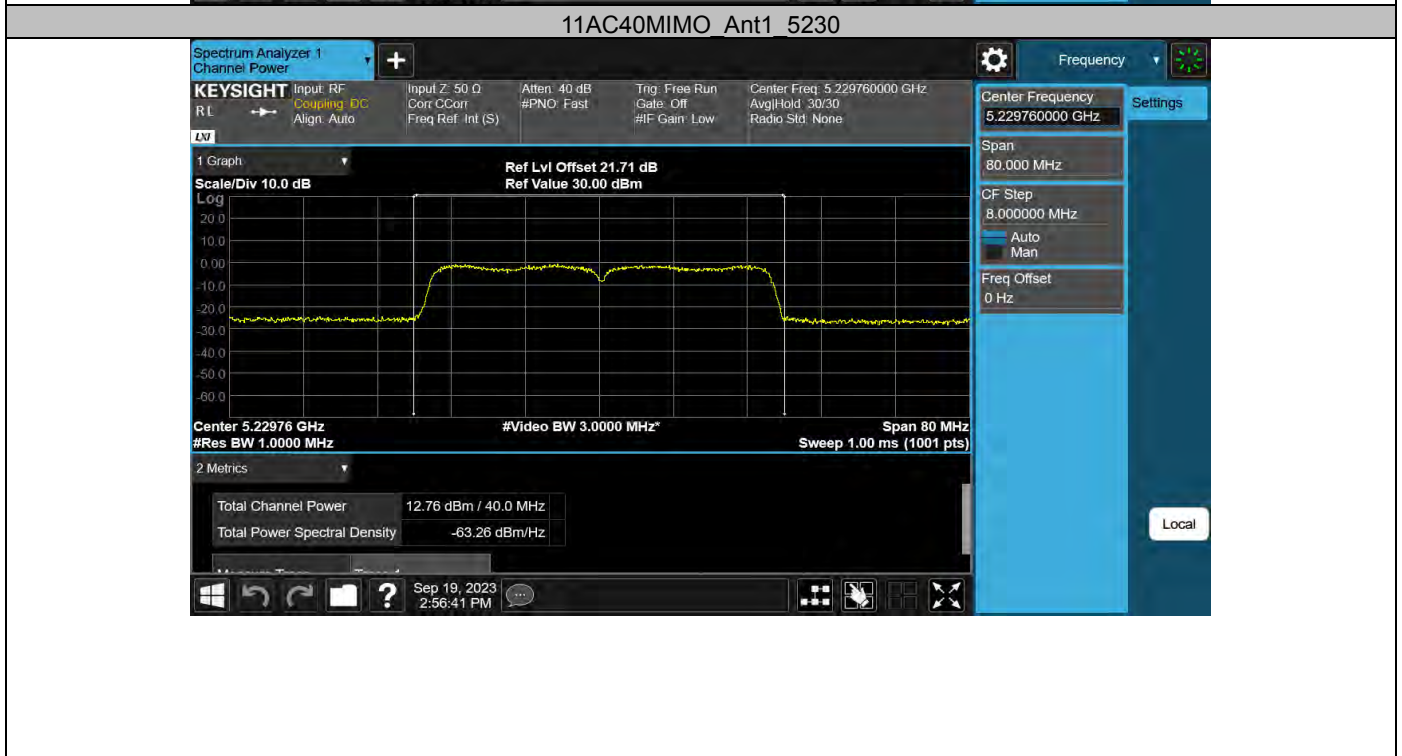 11AC40MIMO_Ant1_5230
Spectrum Analyzer 1
Channel Power
+
Frequency
KEYSIGHT
RL
LXI
Input: RF
Coupling: DC
Align: Auto
Input Z: 50 Ω
Corr CCorr
Freq Ref: Int (S)
Atten: 40 dB
#PNO: Fast
Trig: Free Run
Gate: Off
#IF Gain: Low
Center Freq: 5.229760000 GHz
Avg|Hold: 30/30
Radio Std: None
Center Frequency
5.229760000 GHz
Settings
Span
80.000 MHz
CF Step
8.000000 MHz
Auto
Man
Freq Offset
0 Hz
Local
1 Graph
Scale/Div 10.0 dB
Ref Lvl Offset 21.71 dB
Ref Value 30.00 dBm
Log
20.0
10.0
0.00
-10.0
-20.0
-30.0
-40.0
-50.0
-60.0
Center 5.22976 GHz
#Res BW 1.0000 MHz
#Video BW 3.0000 MHz*
Span 80 MHz
Sweep 1.00 ms (1001 pts)
2 Metrics
Total Channel Power 12.76 dBm / 40.0 MHz
Total Power Spectral Density -63.26 dBm/Hz
?
Sep 19, 2023
2:56:41 PM